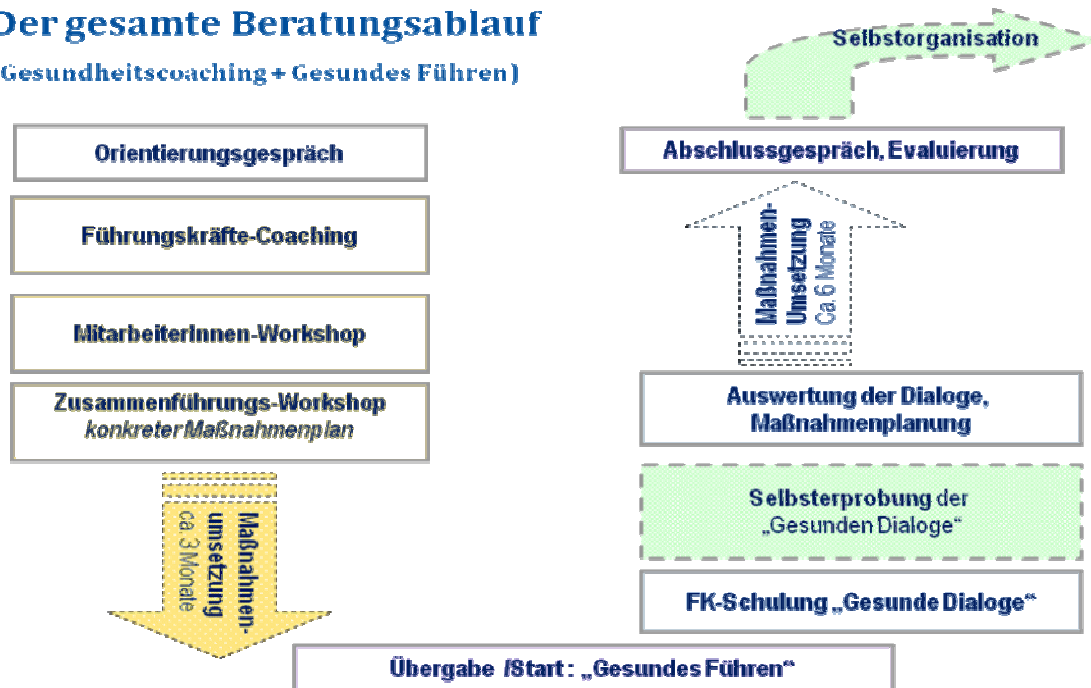 Der gesamte Beratungsablauf
Gesundheitscoaching + Gesundes Führen)
Orientierungsgespräch
Führungskräfte-Coaching
MitarbeiterInnen-Workshop
Zusammenführungs-Workshop
konkreter Maßnahmenplan
Maßnahmen-
umsetzung
ca. 3 Monate
Übergabe /Start: „Gesundes Führen“
FK-Schulung „Gesunde Dialoge“
Selbsterprobung der
„Gesunden Dialoge“
Auswertung der Dialoge,
Maßnahmenplanung
Maßnahmen-
Umsetzung
Ca. 6 Monate
Abschlussgespräch, Evaluierung
Selbstorganisation